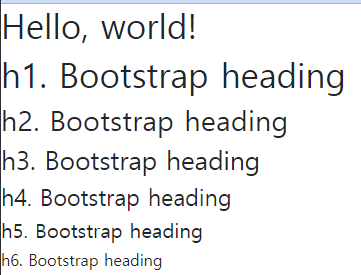 Hello, world!
h1. Bootstrap heading
h2. Bootstrap heading
h3. Bootstrap heading
h4. Bootstrap heading
h5. Bootstrap heading
h6. Bootstrap heading